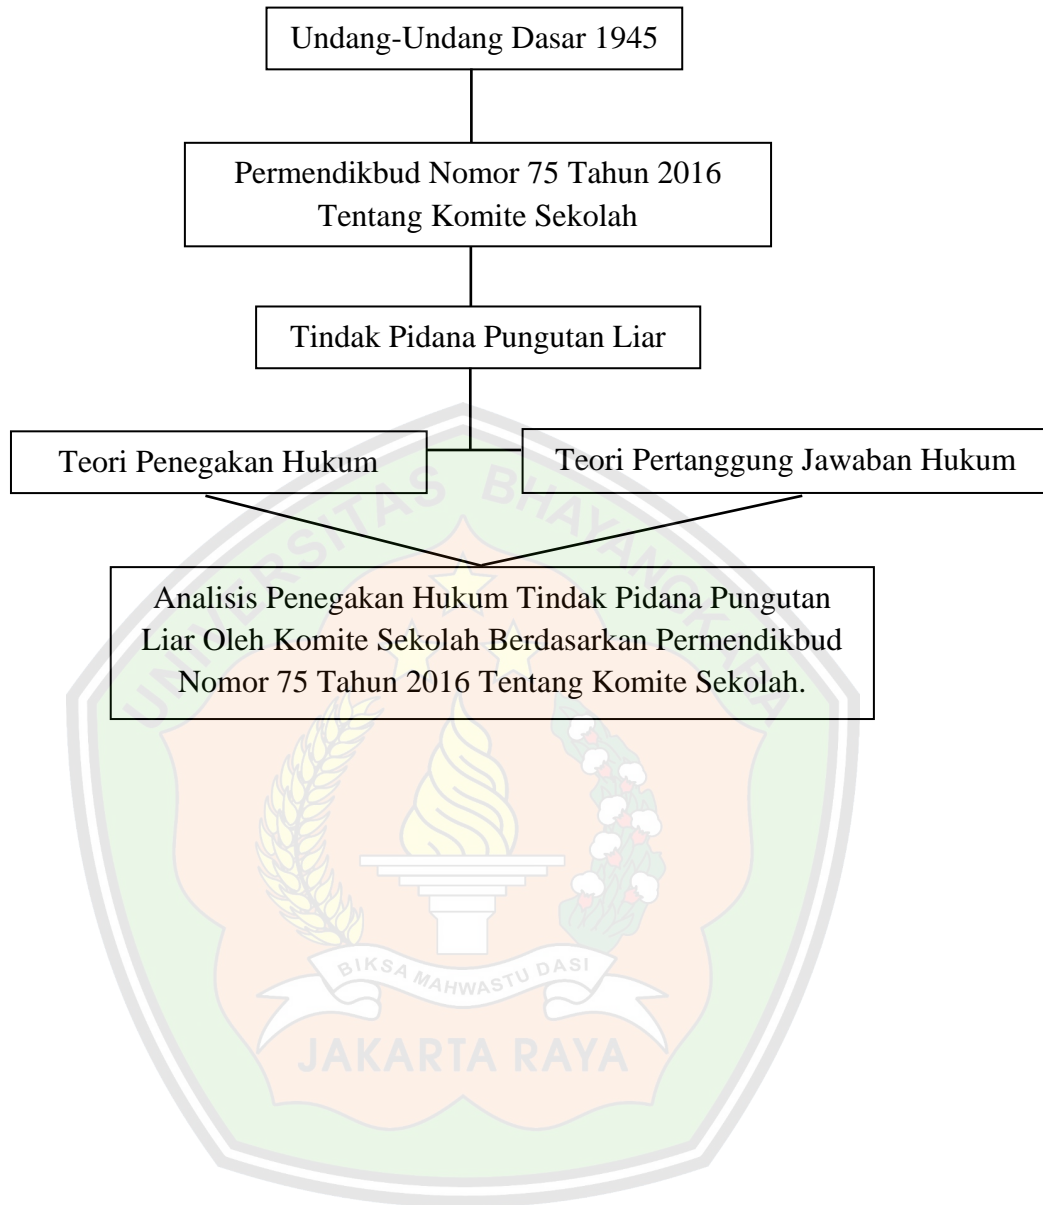 Undang-Undang Dasar 1945
Permendikbud Nomor 75 Tahun 2016
Tentang Komite Sekolah
Tindak Pidana Pungutan Liar
Teori Penegakan Hukum
Teori Pertanggung Jawaban Hukum
UNIVERSITAS BHAYANGKARA
Analisis Penegakan Hukum Tindak Pidana Pungutan
Liar Oleh Komite Sekolah Berdasarkan Permendikbud
Nomor 75 Tahun 2016 Tentang Komite Sekolah.
BIKSA MAHWASTU DASI
JAKARTA RAYA